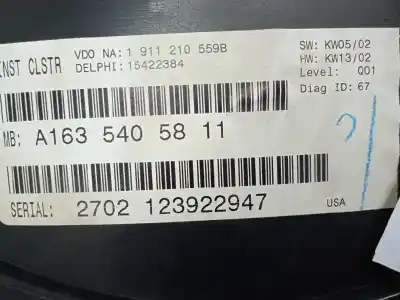 INST CLSTR
VDO NA: 1 911 210 559B
DELPHI: 15422384
SW: KW05/02
HW: KW13/02
Level: Q01
Diag ID: 67
MB: A163 540 58 11
SERIAL: 2702 123922947
USA